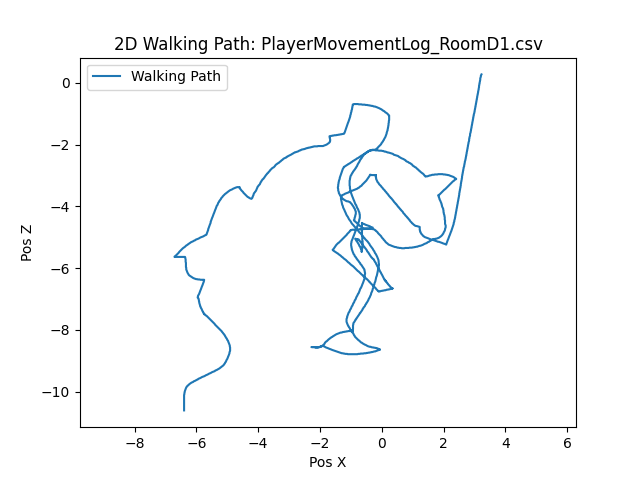 2D Walking Path: PlayerMovementLog_RoomD1.csv
Walking Path
0
−2
−4
−6
−8
−10
Pos Z
−8 −6 −4 −2 0 2 4 6
Pos X